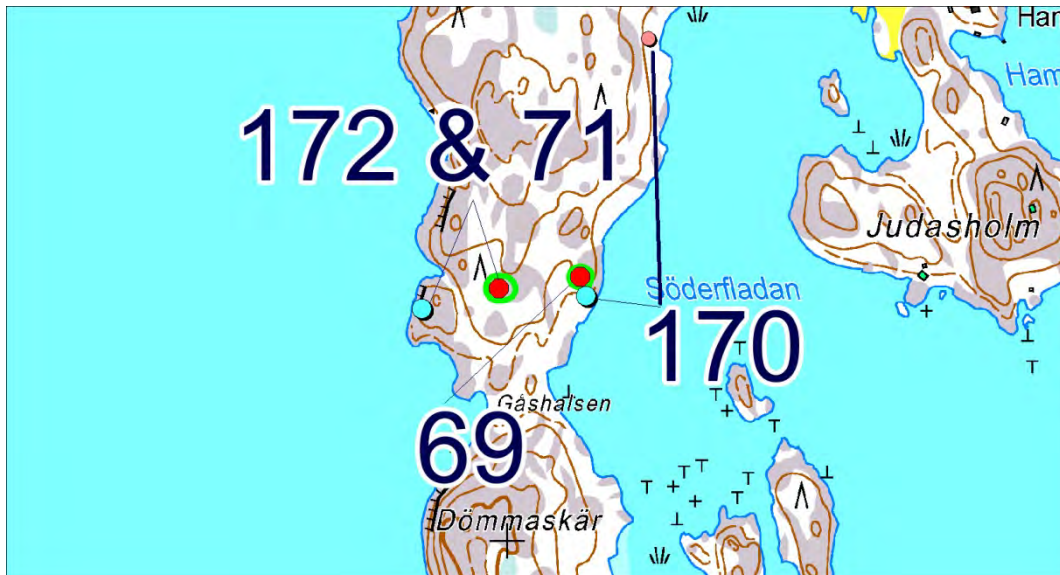 Har
Ham
172 & 71
Judasholm
Söderfladan
170
Gåshalsen
69
Dömmaskär